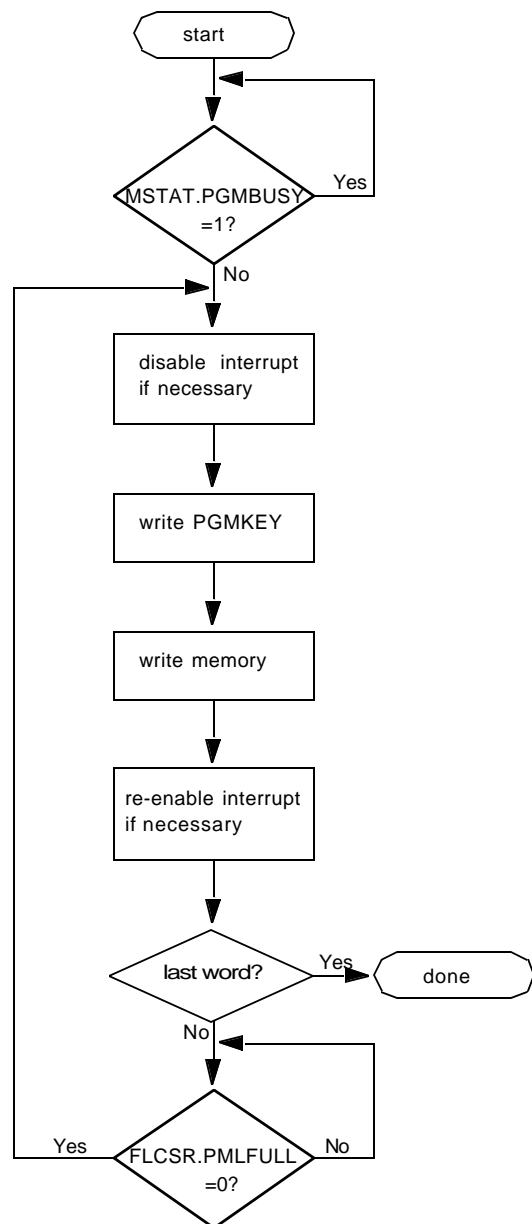 start
MSTAT.PGMBUSY
=1?
Yes
No
disable interrupt
if necessary
write PGMKEY
write memory
re-enable interrupt
if necessary
last word?
Yes
done
No
FLCSR.PMLFULL
=0?
Yes
No